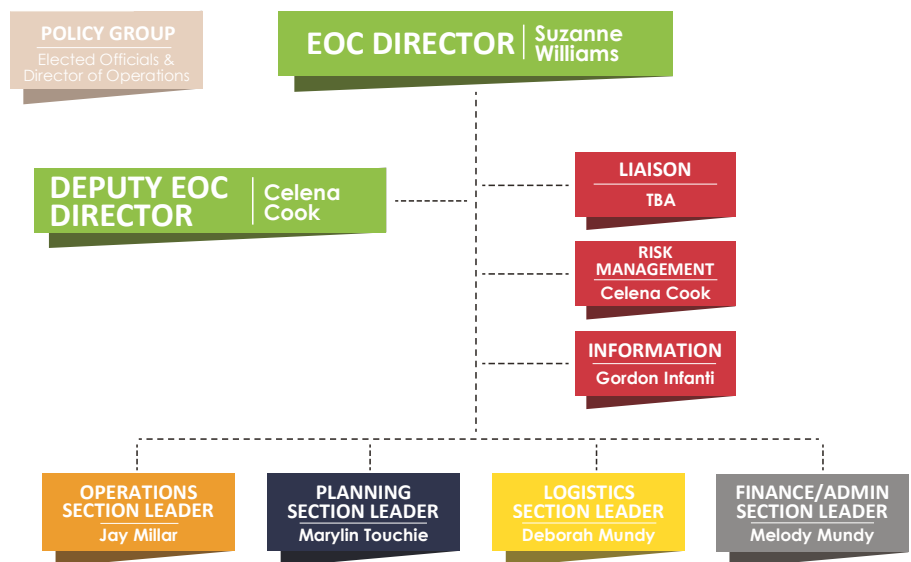 POLICY GROUP
Elected Officials &
Director of Operations
EOC DIRECTOR
Suzanne
Williams
DEPUTY EOC
DIRECTOR
Celena
Cook
LIAISON
TBA
RISK
MANAGEMENT
Celena Cook
INFORMATION
Gordon Infanti
OPERATIONS
SECTION LEADER
Jay Millar
PLANNING
SECTION LEADER
Marylin Touchie
LOGISTICS
SECTION LEADER
Deborah Mundy
FINANCE/ADMIN
SECTION LEADER
Melody Mundy